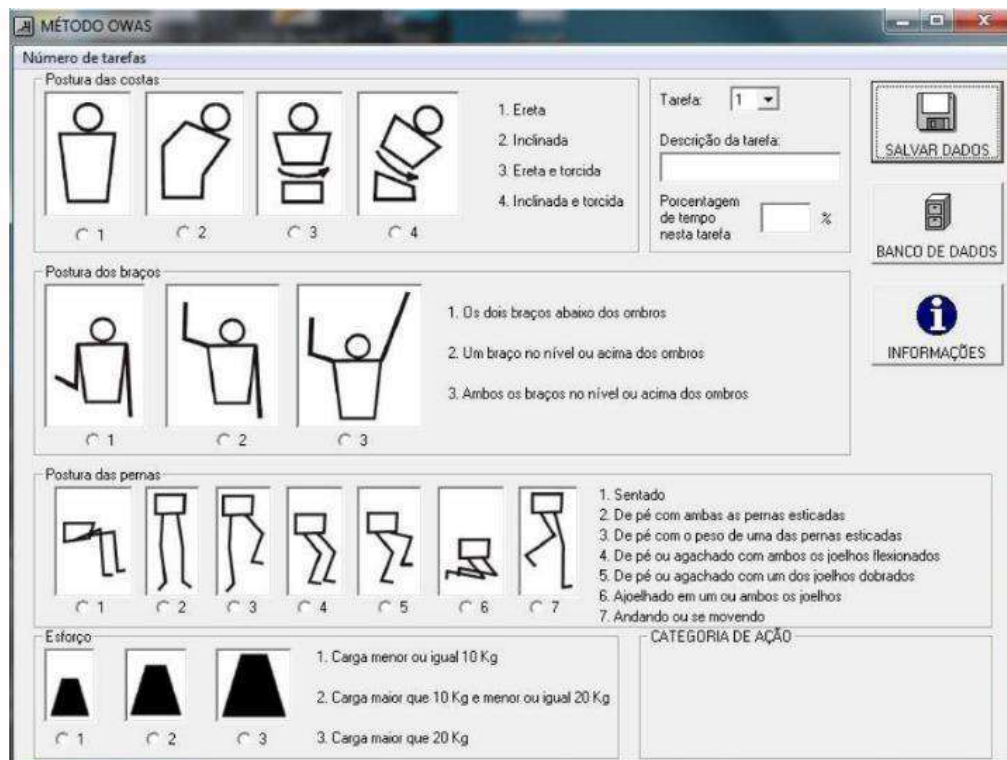 MÉTODO OWAS
Número de tarefas
Postura das costas
1. Ereta
2. Inclinada
3. Ereta e torcida
4. Inclinada e torcida
1 2 3 4
Tarefa: 1
Descrição da tarefa:
Porcentagem
de tempo
nesta tarefa
%
SALVAR DADOS
BANCO DE DADOS
INFORMAÇÕES
Postura dos braços
1. Os dois braços abaixo dos ombros
2. Um braço no nível ou acima dos ombros
3. Ambos os braços no nível ou acima dos ombros
1 2 3
Postura das pernas
1. Sentado
2. De pé com ambas as pernas esticadas
3. De pé com o peso de uma das pernas esticadas
4. De pé ou agachado com ambos os joelhos flexionados
5. De pé ou agachado com um dos joelhos dobrados
6. Ajoelhado em um ou ambos os joelhos
7. Andando ou se movendo
1 2 3 4 5 6 7
Esforço
1. Carga menor ou igual 10 Kg
2. Carga maior que 10 Kg e menor ou igual 20 Kg
3. Carga maior que 20 Kg
1 2 3
CATEGORIA DE AÇÃO